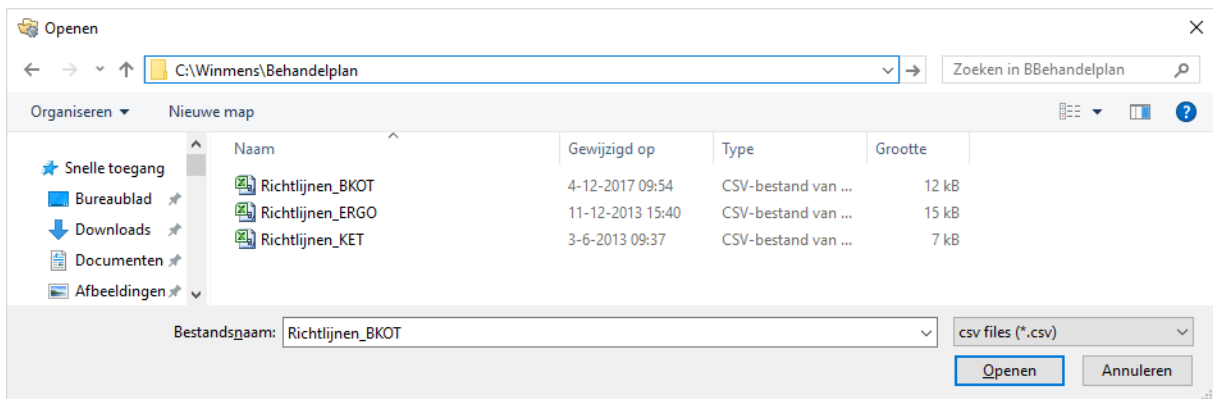 Openen
C:\Winmens\Behandelplan
Zoeken in BBehandelplan
Organiseren
Nieuwe map
Naam
Gewijzigd op
Type
Grootte
Snelle toegang
Bureaublad
Downloads
Documenten
Afbeeldingen
Richtlijnen_BKOT 4-12-2017 09:54 CSV-bestand van ... 12 kB
Richtlijnen_ERGO 11-12-2013 15:40 CSV-bestand van ... 15 kB
Richtlijnen_KET 3-6-2013 09:37 CSV-bestand van ... 7 kB
Bestandsnaam: Richtlijnen_BKOT
csv files (*.csv)
Openen
Annuleren